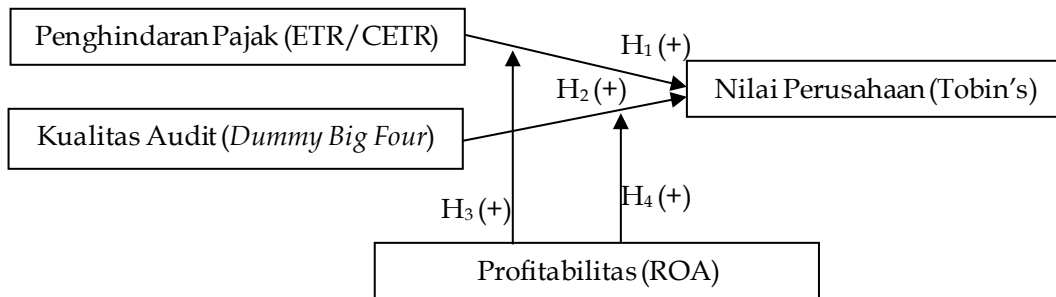 Penghindaran Pajak (ETR/CETR)
H₁ (+)
Nilai Perusahaan (Tobin's)
H₂ (+)
Kualitas Audit (Dummy Big Four)
H₃ (+)
H₄ (+)
Profitabilitas (ROA)